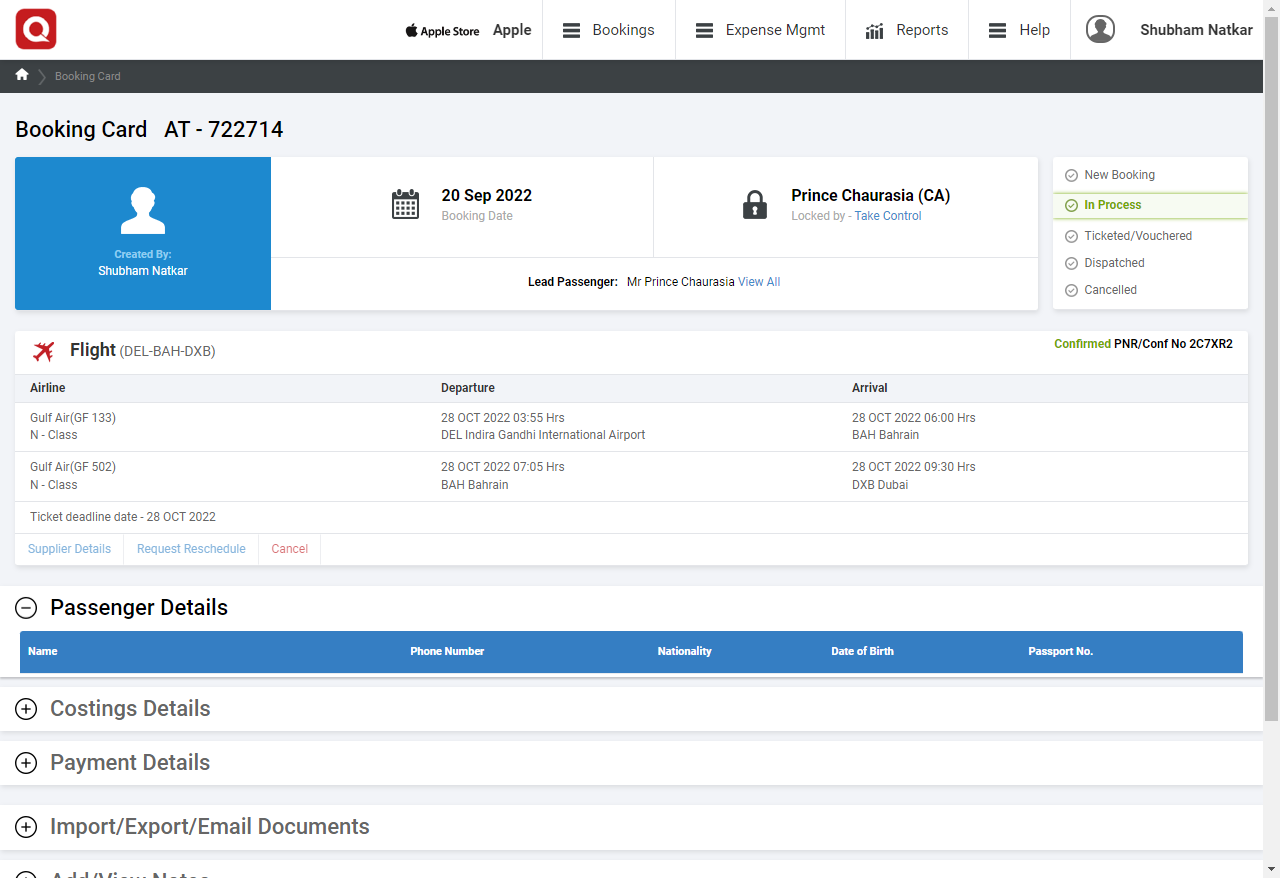 Apple Store Apple Bookings Expense Mgmt Reports Help Shubham Natkar
Booking Card
Booking Card AT - 722714
Created By:
Shubham Natkar
20 Sep 2022
Booking Date
Prince Chaurasia (CA)
Locked by - Take Control
Lead Passenger: Mr Prince Chaurasia View All
New Booking
In Process
Ticketed/Vouchered
Dispatched
Cancelled
Flight (DEL-BAH-DXB)
Confirmed PNR/Conf No 2C7XR2
Airline Departure Arrival
Gulf Air(GF 133) 28 OCT 2022 03:55 Hrs 28 OCT 2022 06:00 Hrs
N - Class DEL Indira Gandhi International Airport BAH Bahrain
Gulf Air(GF 502) 28 OCT 2022 07:05 Hrs 28 OCT 2022 09:30 Hrs
N - Class BAH Bahrain DXB Dubai
Ticket deadline date - 28 OCT 2022
Supplier Details Request Reschedule Cancel
Passenger Details
Name Phone Number Nationality Date of Birth Passport No.
Costings Details
Payment Details
Import/Export/Email Documents
Add/View Notes